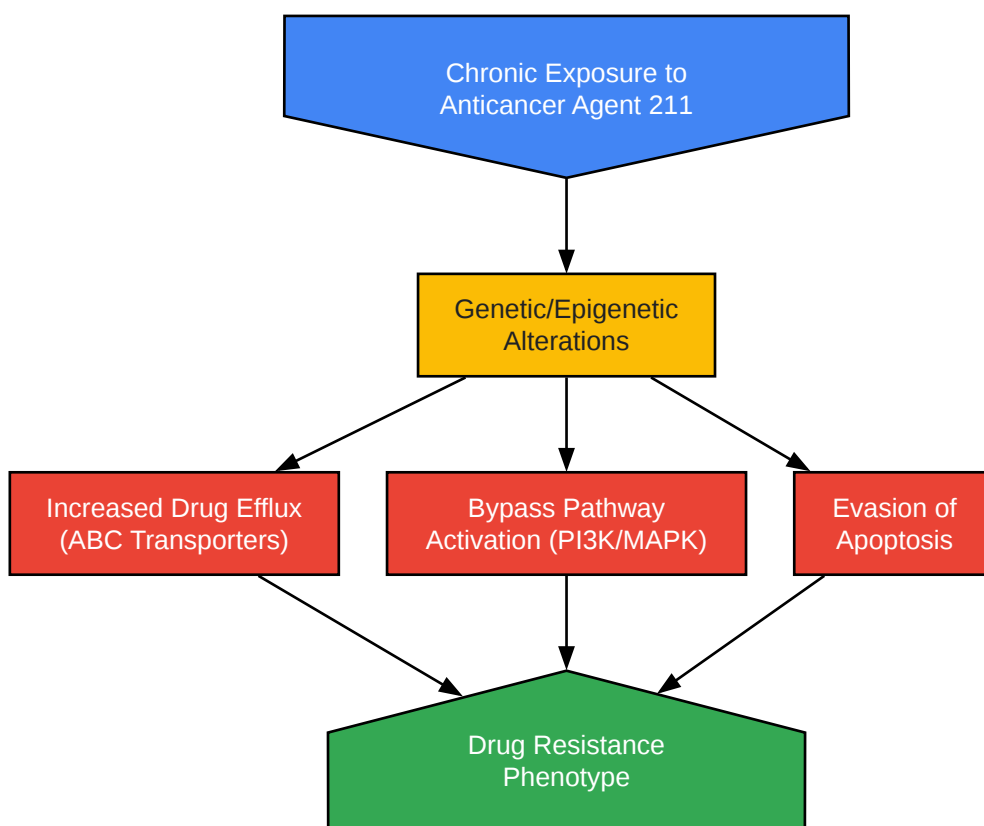 Chronic Exposure to
Anticancer Agent 211
Genetic/Epigenetic
Alterations
Increased Drug Efflux
(ABC Transporters)
Bypass Pathway
Activation (PI3K/MAPK)
Evasion of
Apoptosis
Drug Resistance
Phenotype